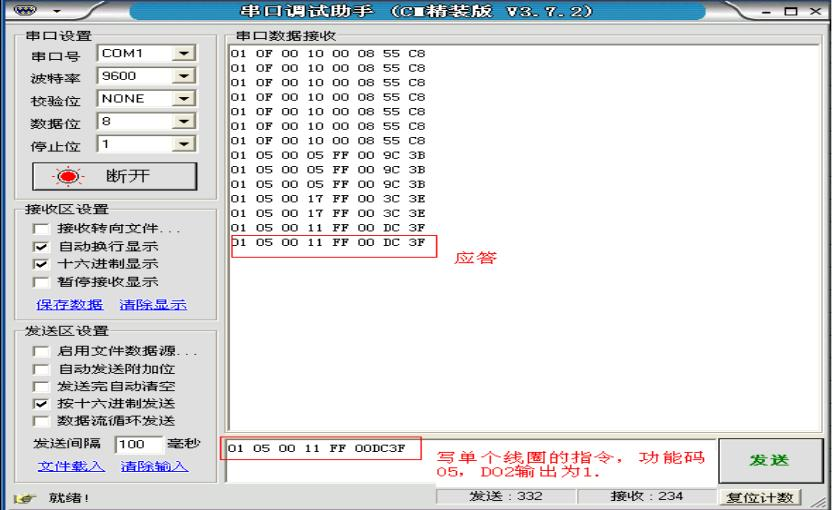 串口调试助手 (CⅢ精装版 V3.7.2)
串口设置
串口号 COM1
波特率 9600
校验位 NONE
数据位 8
停止位 1
断开
接收区设置
接收转向文件...
自动换行显示
十六进制显示
暂停接收显示
保存数据 清除显示
发送区设置
启用文件数据源...
自动发送附加位
发送完自动清空
按十六进制发送
数据流循环发送
发送间隔 100 毫秒
文件载入 清除输入
串口数据接收
01 0F 00 10 00 08 55 C8
01 0F 00 10 00 08 55 C8
01 0F 00 10 00 08 55 C8
01 0F 00 10 00 08 55 C8
01 0F 00 10 00 08 55 C8
01 0F 00 10 00 08 55 C8
01 0F 00 10 00 08 55 C8
01 05 00 05 FF 00 9C 3B
01 05 00 05 FF 00 9C 3B
01 05 00 05 FF 00 9C 3B
01 05 00 17 FF 00 3C 3E
01 05 00 17 FF 00 3C 3E
01 05 00 11 FF 00 DC 3F
01 05 00 11 FF 00 DC 3F
应答
01 05 00 11 FF 00DC3F
写单个线圈的指令，功能码
05，DO2输出为1.
发送
就绪!
发送：332
接收：234
复位计数